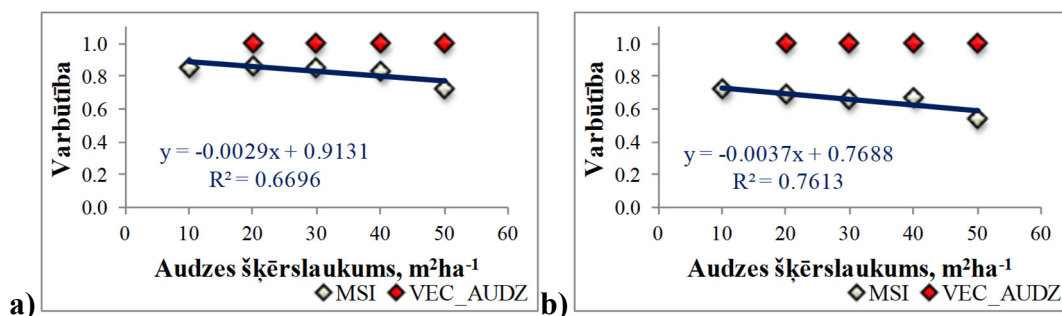 1.0
0.8
0.6
0.4
0.2
0.0
Varbūtība
y = -0.0029x + 0.9131
R² = 0.6696
0 10 20 30 40 50 60
Audzes šķērslaukums, m²ha⁻¹
MSI VEC_AUDZ
a)
1.0
0.8
0.6
0.4
0.2
0.0
Varbūtība
y = -0.0037x + 0.7688
R² = 0.7613
0 10 20 30 40 50 60
Audzes šķērslaukums, m²ha⁻¹
MSI VEC_AUDZ
b)